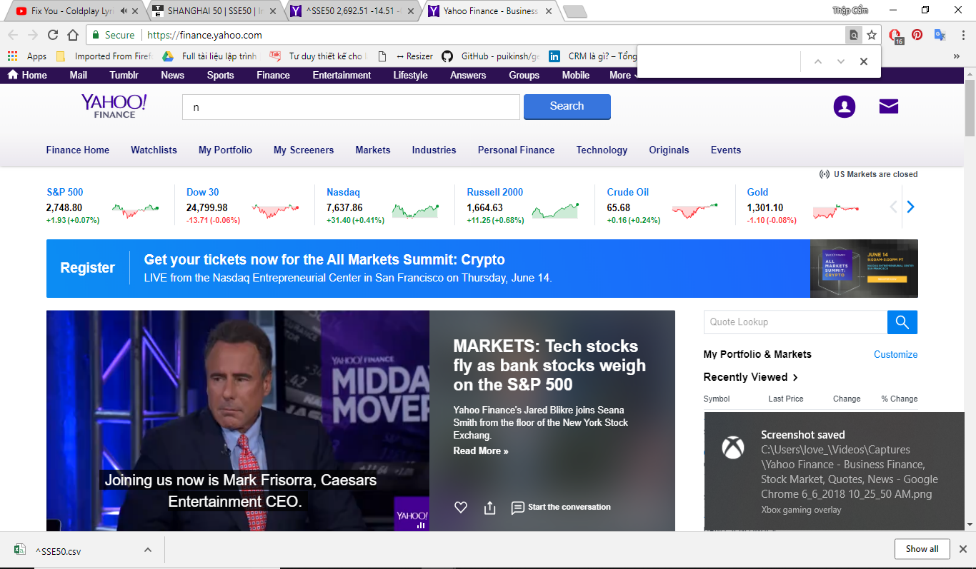 Fix You - Coldplay Lyri
SHANGHAI 50 | SSE50 | I
^SSE50 2,692.51 -14.51 -
Yahoo Finance - Business
Thập Cẩm
Secure
https://finance.yahoo.com
15
Apps
Imported From Firef
Full tài liệu lập trình
Tư duy thiết kế cho
-- Resizer
GitHub - puikinsh/ge
CRM là gì? – Tổng
»
Home Mail Tumblr News Sports Finance Entertainment Lifestyle Answers Groups Mobile More
YAHOO!
FINANCE
n
Search
Finance Home Watchlists My Portfolio My Screeners Markets Industries Personal Finance Technology Originals Events
US Markets are closed
S&P 500
2,748.80
+1.93 (+0.07%)
Dow 30
24,799.98
-13.71 (-0.06%)
Nasdaq
7,637.86
+31.40 (+0.41%)
Russell 2000
1,664.63
+11.25 (+0.68%)
Crude Oil
65.68
+0.16 (+0.24%)
Gold
1,301.10
-1.10 (-0.08%)
Register
Get your tickets now for the All Markets Summit: Crypto
LIVE from the Nasdaq Entrepreneurial Center in San Francisco on Thursday, June 14.
ALL
MARKETS
SUMMIT:
CRYPTO
JUNE 14
YAHOO!
FINANCE
MIDDA
MOVER
Joining us now is Mark Frisorra, Caesars
Entertainment CEO.
YAHOO!
MARKETS: Tech stocks
fly as bank stocks weigh
on the S&P 500
Yahoo Finance's Jared Blikre joins Seana
Smith from the floor of the New York Stock
Exchang.
Read More »
Start the conversation
Quote Lookup
My Portfolio & Markets
Customize
Recently Viewed >
Symbol Last Price Change % Change
Screenshot saved
C:\Users\love_\Videos\Captures
\Yahoo Finance - Business Finance,
Stock Market, Quotes, News - Google
Chrome 6_6_2018 10_25_50 AM.png
Xbox gaming overlay
^SSE50.csv
Show all